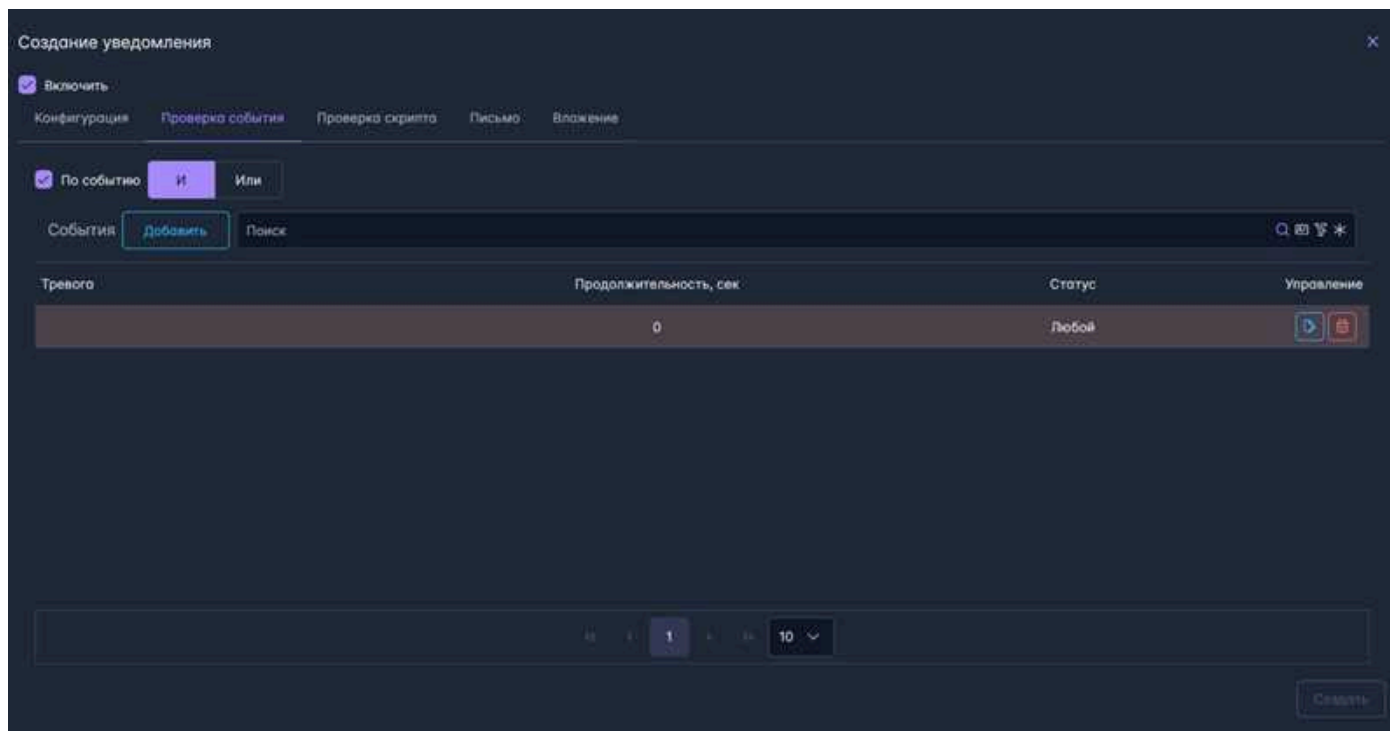 Создание уведомления
Включить
Конфигурация Проверка события Проверка скрипта Письмо Вложение
По событию И Или
События Добавить Поиск
Тревога Продолжительность, сек Статус Управление
0 Любой
1 10
Создать